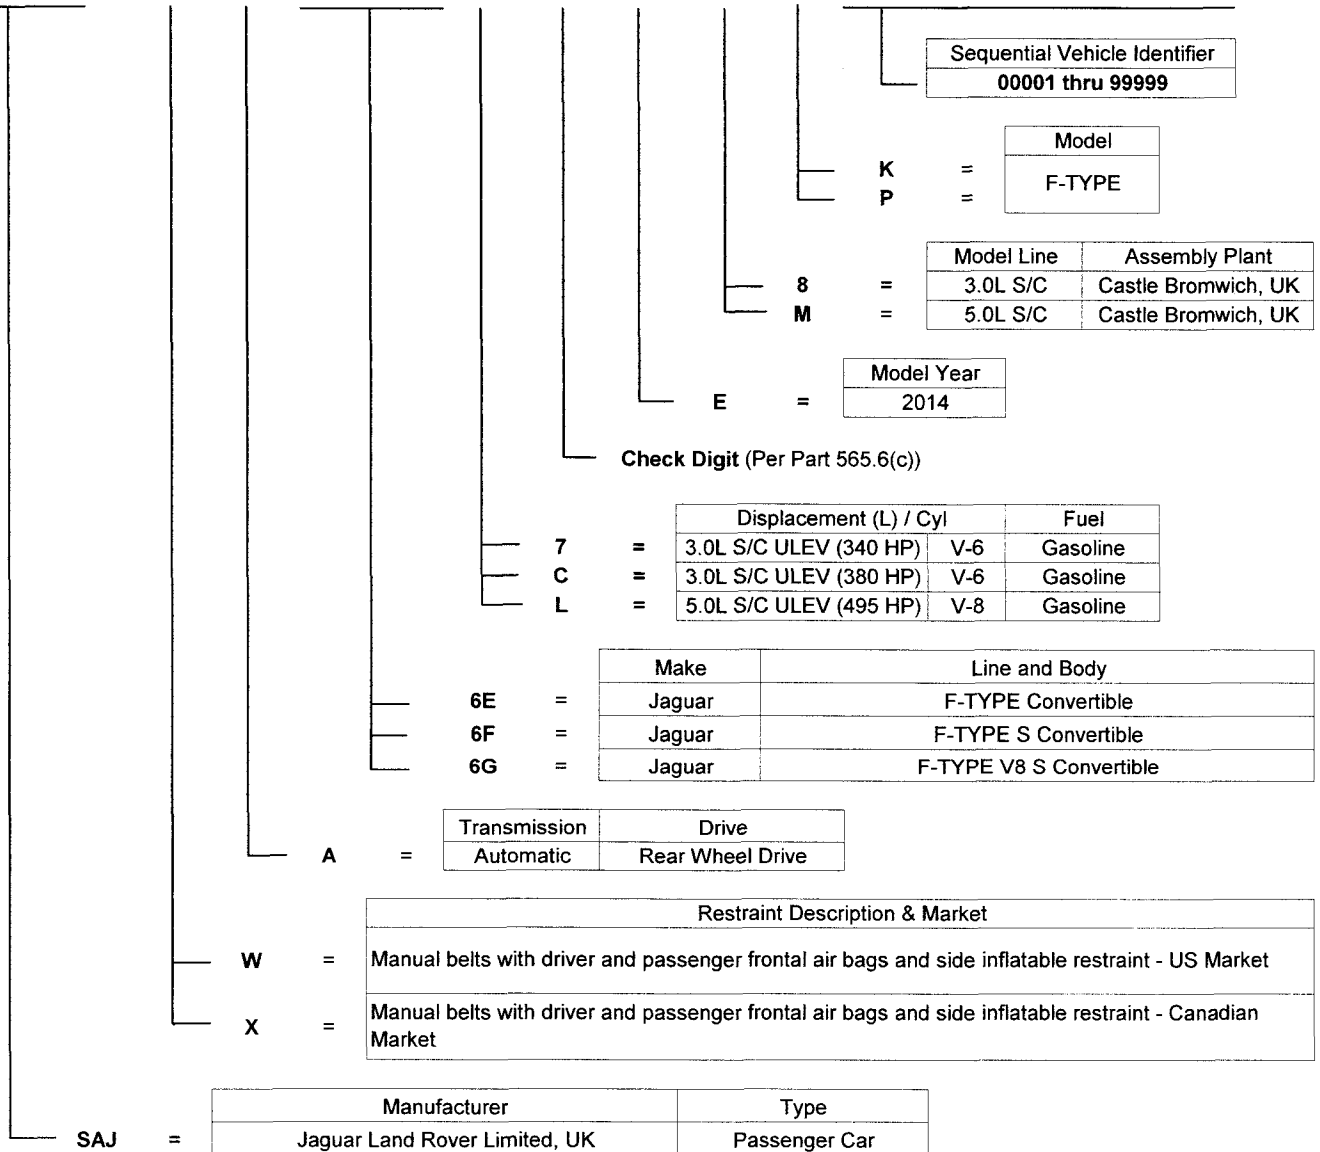 Sequential Vehicle Identifier
00001 thru 99999
Model
K = F-TYPE
P =
Model Line Assembly Plant
8 = 3.0L S/C Castle Bromwich, UK
M = 5.0L S/C Castle Bromwich, UK
Model Year
E = 2014
Check Digit (Per Part 565.6(c))
Displacement (L) / Cyl Fuel
7 = 3.0L S/C ULEV (340 HP) V-6 Gasoline
C = 3.0L S/C ULEV (380 HP) V-6 Gasoline
L = 5.0L S/C ULEV (495 HP) V-8 Gasoline
Make Line and Body
6E = Jaguar F-TYPE Convertible
6F = Jaguar F-TYPE S Convertible
6G = Jaguar F-TYPE V8 S Convertible
Transmission Drive
A = Automatic Rear Wheel Drive
Restraint Description & Market
W = Manual belts with driver and passenger frontal air bags and side inflatable restraint - US Market
X = Manual belts with driver and passenger frontal air bags and side inflatable restraint - Canadian
Market
Manufacturer Type
SAJ = Jaguar Land Rover Limited, UK Passenger Car